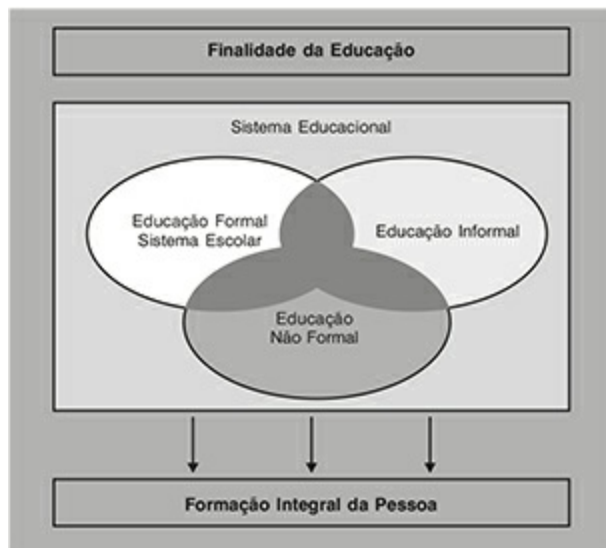 Finalidade da Educação
Sistema Educacional
Educação Formal
Sistema Escolar
Educação Informal
Educação
Não Formal
Formação Integral da Pessoa